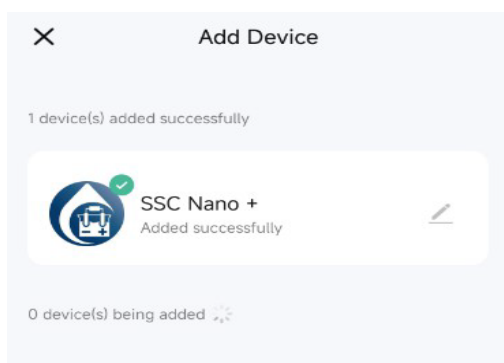 Add Device
1 device(s) added successfully
SSC Nano +
Added successfully
0 device(s) being added